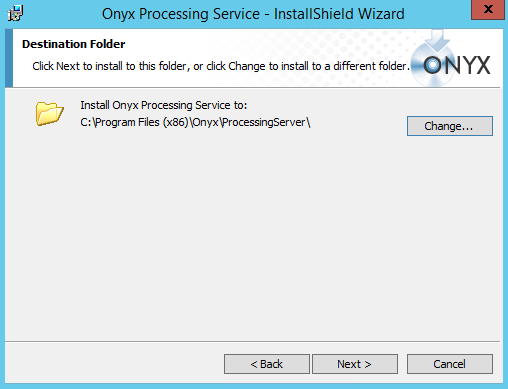 Onyx Processing Service - InstallShield Wizard
x
Destination Folder
Click Next to install to this folder, or click Change to install to a different folder.
ONYX
Install Onyx Processing Service to:
C:\Program Files (x86)\Onyx\ProcessingServer\
Change...
< Back
Next >
Cancel